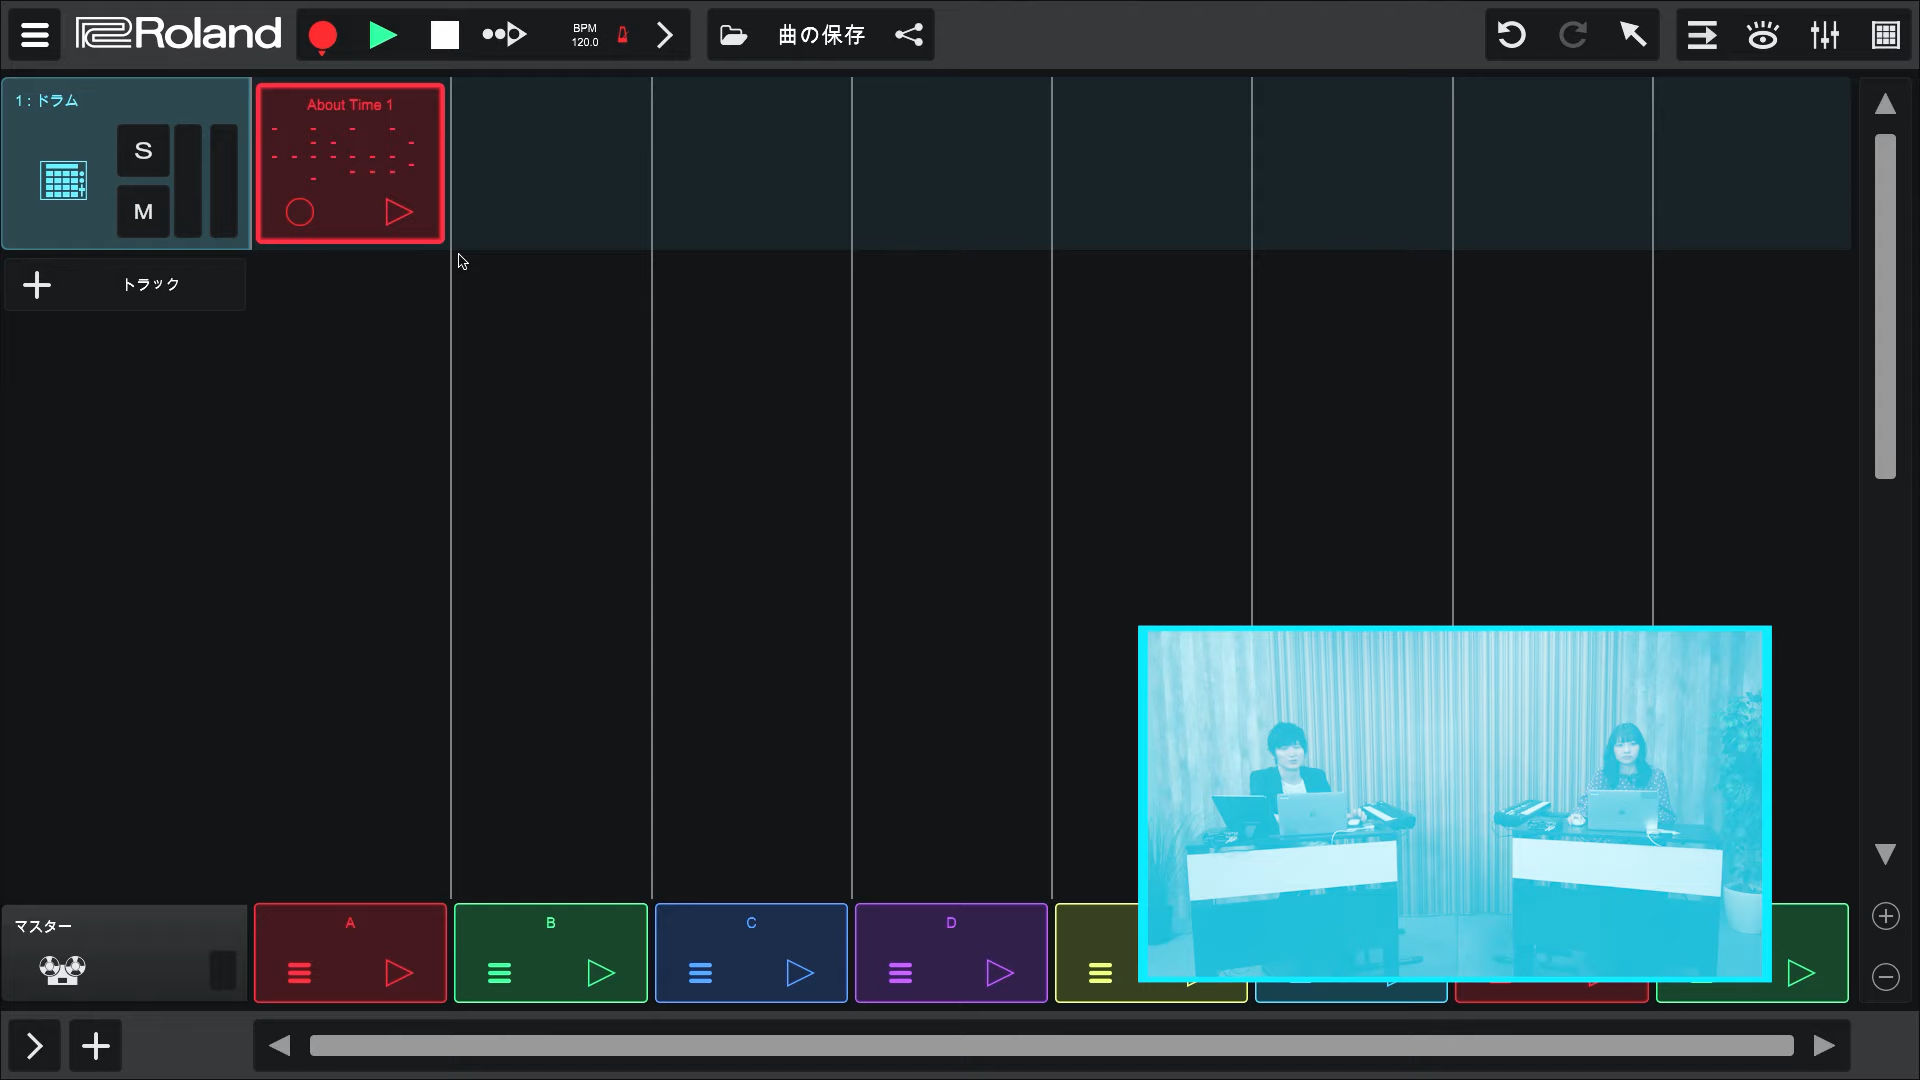 Roland
BPM
120.0
曲の保存
1 : ドラム
S
M
About Time 1
トラック
マスター
A
B
C
D